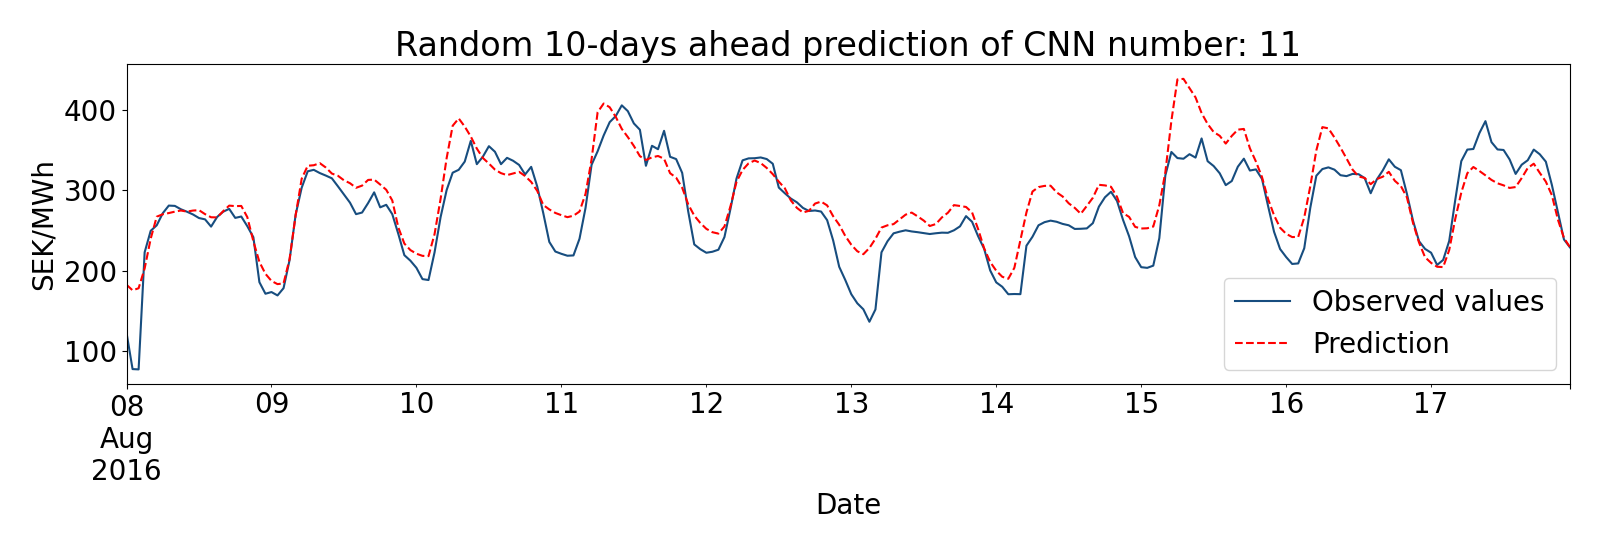 Random 10-days ahead prediction of CNN number: 11
SEK/MWh
400
300
200
100
Observed values
Prediction
08 09 10 11 12 13 14 15 16 17
Aug
2016
Date